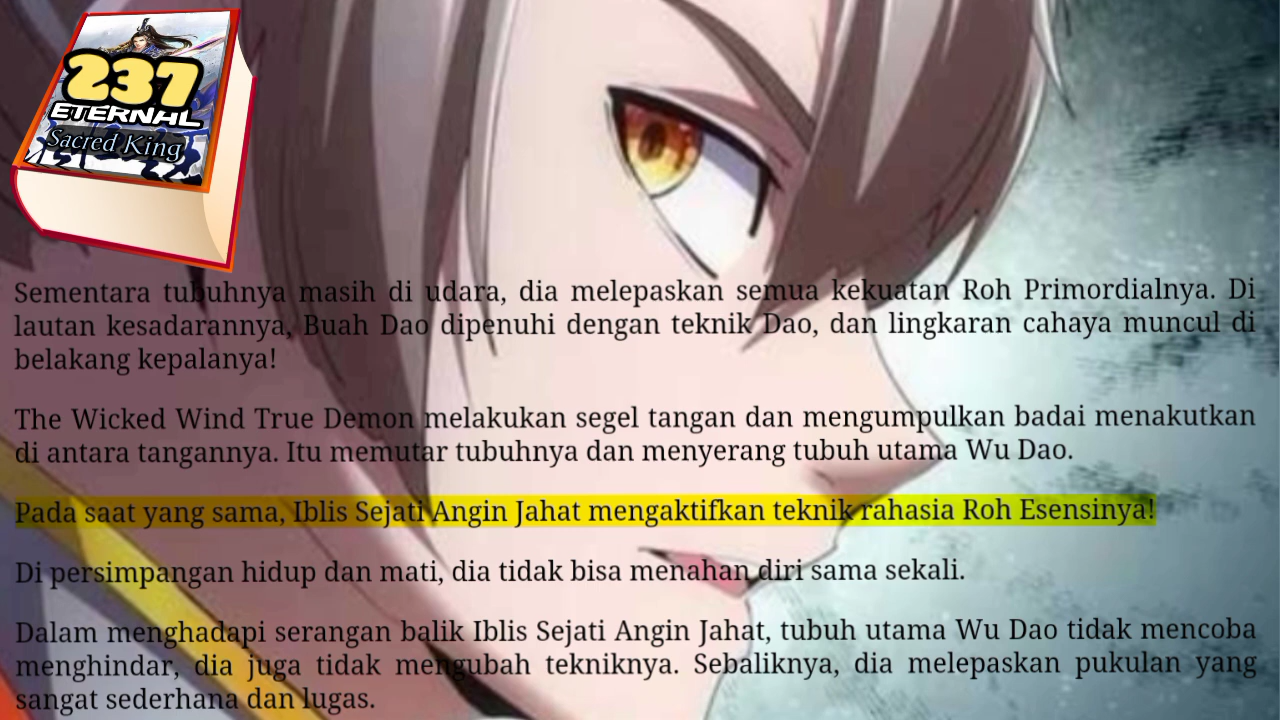 237
ETERNAL
Sacred King
Sementara tubuhnya masih di udara, dia melepaskan semua kekuatan Roh Primordialnya. Di
lautan kesadarannya, Buah Dao dipenuhi dengan teknik Dao, dan lingkaran cahaya muncul di
belakang kepalanya!
The Wicked Wind True Demon melakukan segel tangan dan mengumpulkan badai menakutkan
di antara tangannya. Itu memutar tubuhnya dan menyerang tubuh utama Wu Dao.
Pada saat yang sama, Iblis Sejati Angin Jahat mengaktifkan teknik rahasia Roh Esensinya!
Di persimpangan hidup dan mati, dia tidak bisa menahan diri sama sekali.
Dalam menghadapi serangan balik Iblis Sejati Angin Jahat, tubuh utama Wu Dao tidak mencoba
menghindar, dia juga tidak mengubah tekniknya. Sebaliknya, dia melepaskan pukulan yang
sangat sederhana dan lugas.